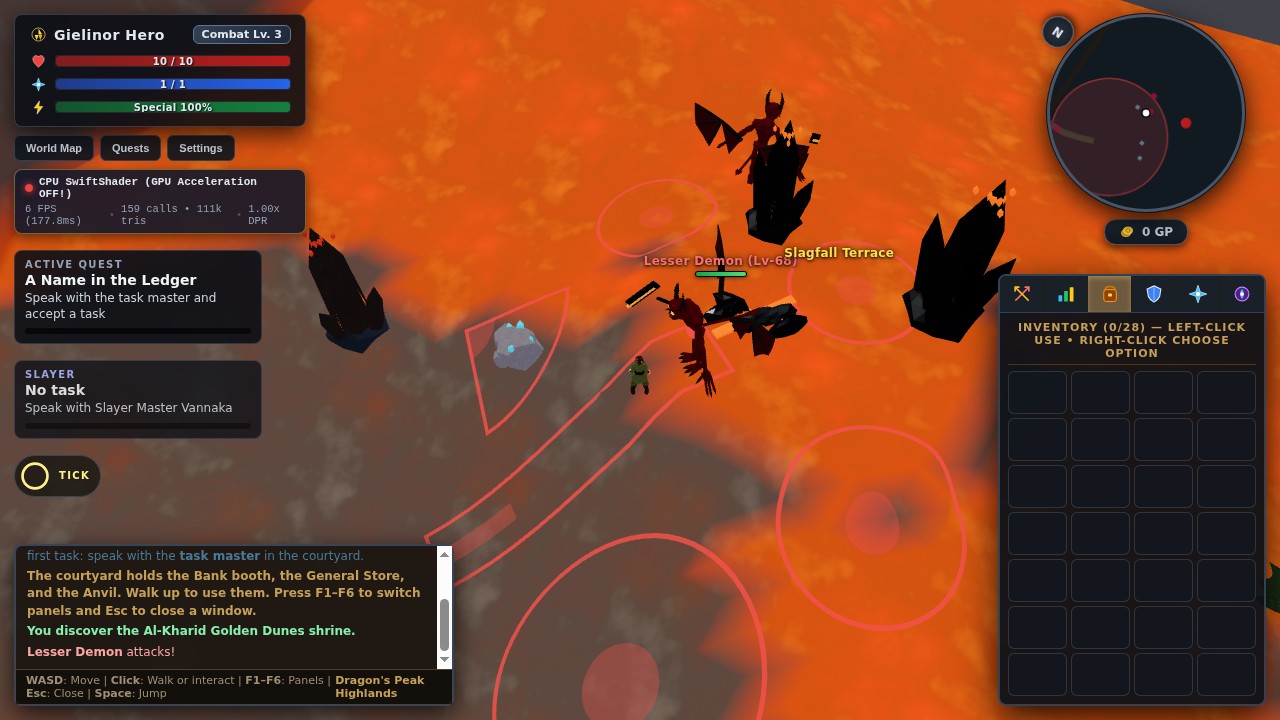 Gielinor Hero
Combat Lv. 3
10 / 10
1 / 1
Special 100%
World Map
Quests
Settings
CPU SwiftShader (GPU Acceleration
OFF!)
6 FPS
(177.8ms)
• 159 calls • 111k
tris
• 1.00x
DPR
ACTIVE QUEST
A Name in the Ledger
Speak with the task master and
accept a task
SLAYER
No task
Speak with Slayer Master Vannaka
TICK
first task: speak with the task master in the courtyard.
The courtyard holds the Bank booth, the General Store,
and the Anvil. Walk up to use them. Press F1–F6 to switch
panels and Esc to close a window.
You discover the Al-Kharid Golden Dunes shrine.
Lesser Demon attacks!
WASD: Move | Click: Walk or interact | F1–F6: Panels |
Esc: Close | Space: Jump
Dragon's Peak
Highlands
Lesser Demon (Lv-68)
Slagfall Terrace
N
0 GP
INVENTORY (0/28) — LEFT-CLICK
USE • RIGHT-CLICK CHOOSE
OPTION